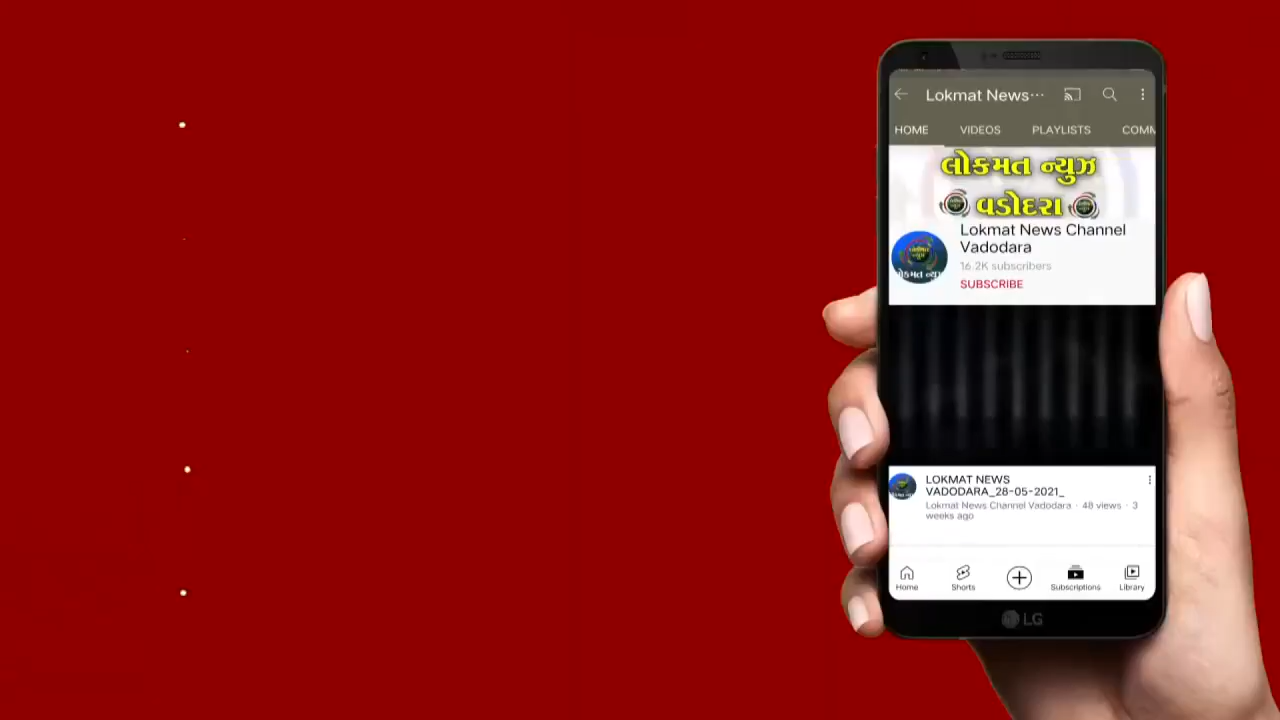 Lokmat News···
HOME VIDEOS PLAYLISTS COMM
લોકમત ન્યુઝ
વડોદરા
Lokmat News Channel
Vadodara
16.2K subscribers
SUBSCRIBE
LOKMAT NEWS
VADODARA_28-05-2021_
Lokmat News Channel Vadodara · 48 views · 3
weeks ago
Home Shorts Subscriptions Library
LG